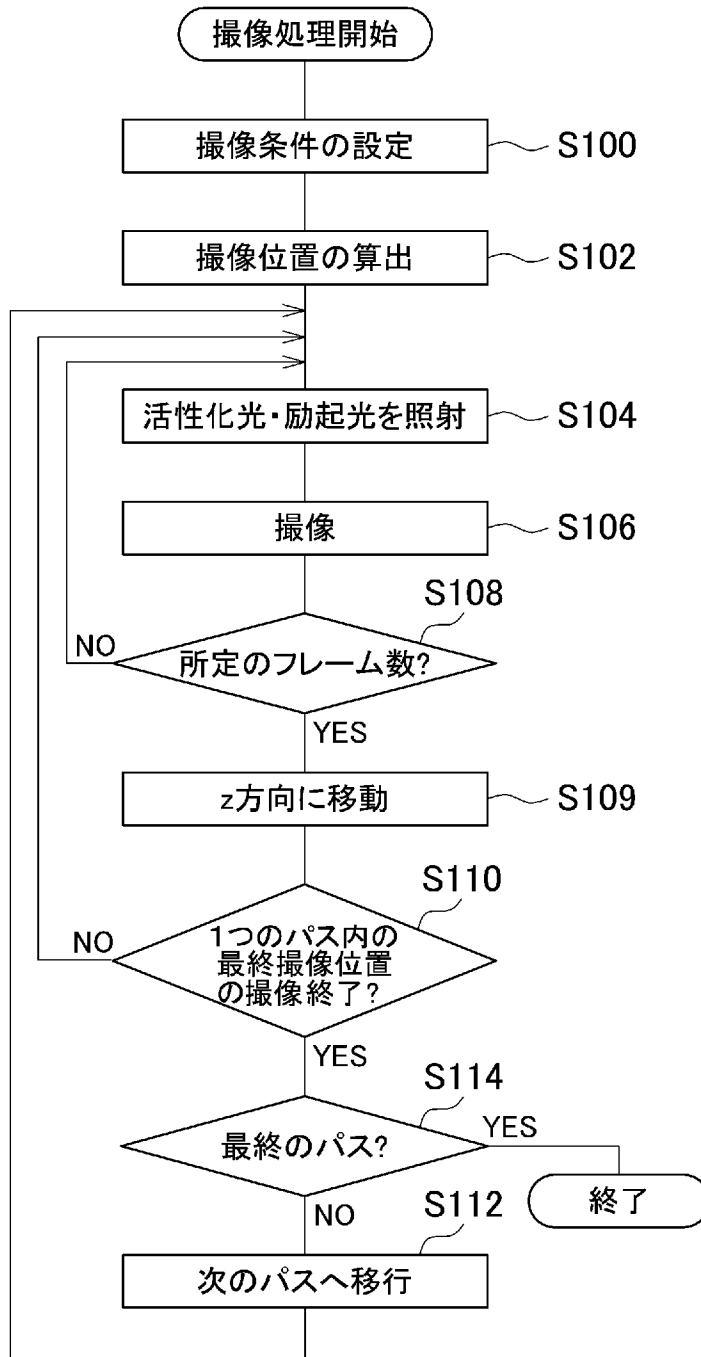 撮像処理開始
撮像条件の設定
S100
撮像位置の算出
S102
活性化光・励起光を照射
S104
撮像
S106
S108
所定のフレーム数?
NO
YES
z方向に移動
S109
S110
1つのパス内の
最終撮像位置
の撮像終了?
NO
YES
S114
最終のパス?
YES
終了
NO
S112
次のパスへ移行